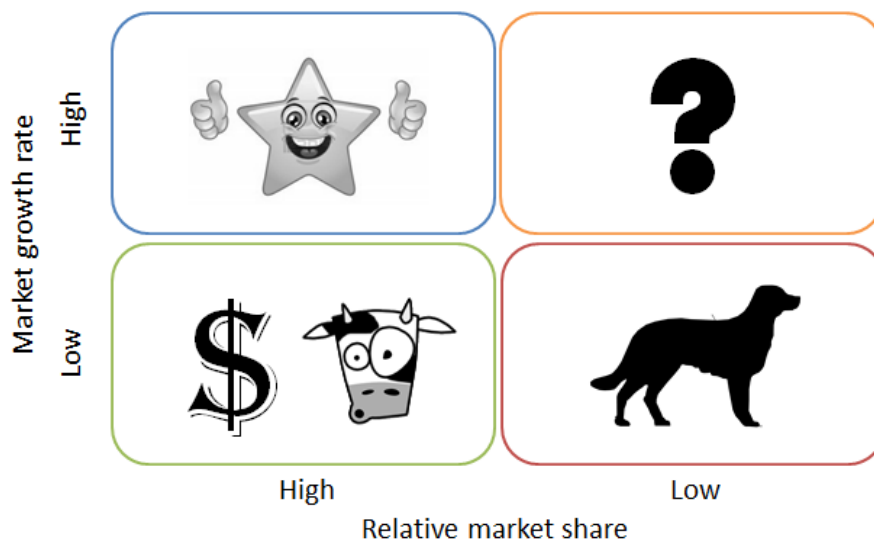 Market growth rate
High
?
Low
$
High
Low
Relative market share